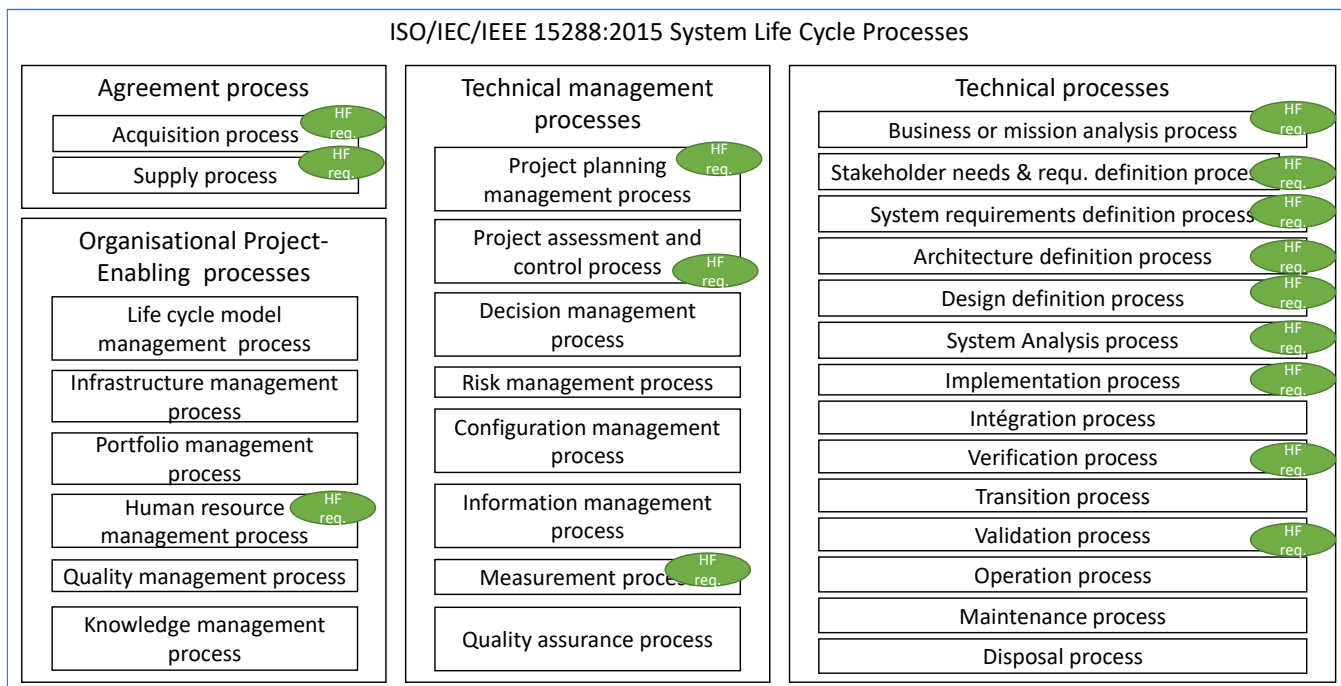 ISO/IEC/IEEE 15288:2015 System Life Cycle Processes
Agreement process
Acquisition process
HF
req.
Supply process
HF
req.
Organisational Project-
Enabling processes
Life cycle model
management process
Infrastructure management
process
Portfolio management
process
Human resource
management process
HF
req.
Quality management process
Knowledge management
process
Technical management
processes
Project planning
management process
HF
req.
Project assessment and
control process
HF
req.
Decision management
process
Risk management process
Configuration management
process
Information management
process
Measurement process
HF
req.
Quality assurance process
Technical processes
Business or mission analysis process
HF
req.
Stakeholder needs & requ. definition process
HF
req.
System requirements definition process
HF
req.
Architecture definition process
HF
req.
Design definition process
HF
req.
System Analysis process
HF
req.
Implementation process
HF
req.
Intégration process
Verification process
HF
req.
Transition process
Validation process
HF
req.
Operation process
Maintenance process
Disposal process